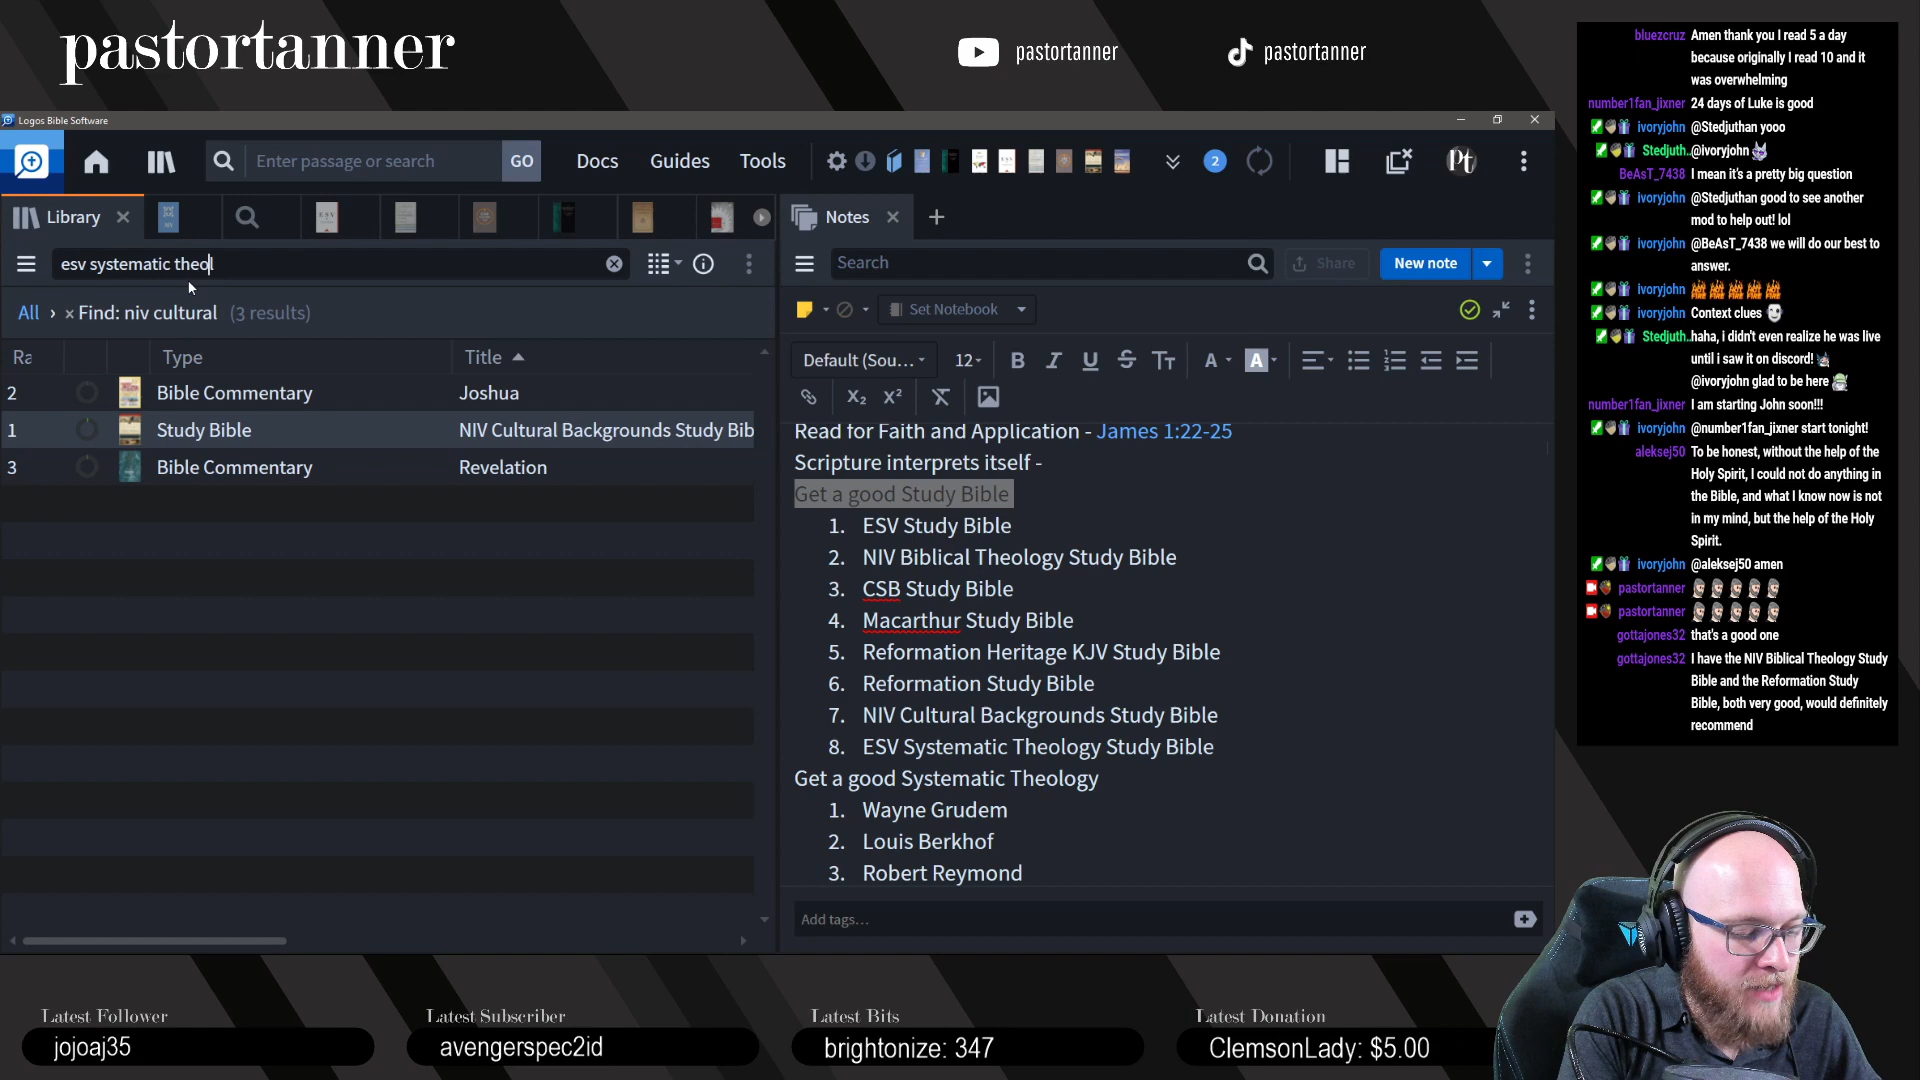 pastortanner
pastortanner
pastortanner
Logos Bible Software
Enter passage or search
GO
Docs
Guides
Tools
2
Pt
Library
Notes
esv systematic theol
All › × Find: niv cultural (3 results)
Ra
Type
Title
2 Bible Commentary Joshua
1 Study Bible NIV Cultural Backgrounds Study Bib
3 Bible Commentary Revelation
Search
Share
New note
Set Notebook
Default (Sou...
12
B I U S TT A A
X2 X2
Read for Faith and Application - James 1:22-25
Scripture interprets itself -
Get a good Study Bible
1. ESV Study Bible
2. NIV Biblical Theology Study Bible
3. CSB Study Bible
4. Macarthur Study Bible
5. Reformation Heritage KJV Study Bible
6. Reformation Study Bible
7. NIV Cultural Backgrounds Study Bible
8. ESV Systematic Theology Study Bible
Get a good Systematic Theology
1. Wayne Grudem
2. Louis Berkhof
3. Robert Reymond
Add tags...
bluezcruz Amen thank you I read 5 a day
because originally I read 10 and it
was overwhelming
number1fan_jixner 24 days of Luke is good
ivoryjohn @Stedjuthan yooo
Stedjuth.. @ivoryjohn
BeAsT_7438 I mean it's a pretty big question
ivoryjohn @Stedjuthan good to see another
mod to help out! lol
ivoryjohn @BeAsT_7438 we will do our best to
answer.
ivoryjohn
ivoryjohn Context clues
Stedjuth.. haha, i didn't even realize he was live
until i saw it on discord!
@ivoryjohn glad to be here
number1fan_jixner I am starting John soon!!!
ivoryjohn @number1fan_jixner start tonight!
aleksej50 To be honest, without the help of the
Holy Spirit, I could not do anything in
the Bible, and what I know now is not
in my mind, but the help of the Holy
Spirit.
ivoryjohn @aleksej50 amen
pastortanner
pastortanner
gottajones32 that's a good one
gottajones32 I have the NIV Biblical Theology Study
Bible and the Reformation Study
Bible, both very good, would definitely
recommend
Latest Follower
jojoaj35
Latest Subscriber
avengerspec2id
Latest Bits
brightonize: 347
Latest Donation
ClemsonLady: $5.00